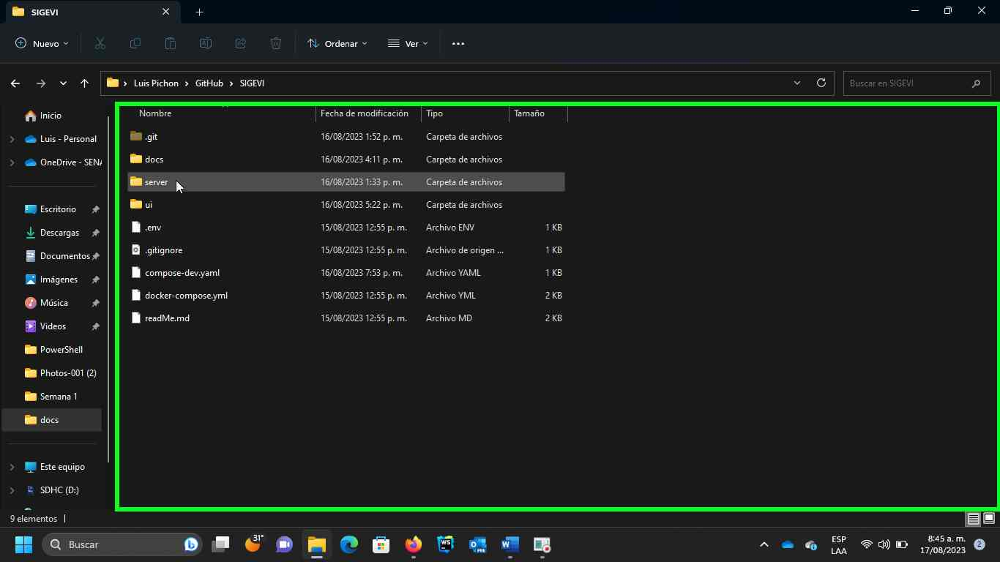 SIGEVI
Nuevo
Ordenar
Ver
Luis Pichon > GitHub > SIGEVI
Buscar en SIGEVI
Inicio
Luis - Personal
OneDrive - SENA
Escritorio
Descargas
Documentos
Imágenes
Música
Videos
PowerShell
Photos-001 (2)
Semana 1
docs
Este equipo
SDHC (D:)
Nombre Fecha de modificación Tipo Tamaño
.git 16/08/2023 1:52 p. m. Carpeta de archivos
docs 16/08/2023 4:11 p. m. Carpeta de archivos
server 16/08/2023 1:33 p. m. Carpeta de archivos
ui 16/08/2023 5:22 p. m. Carpeta de archivos
.env 15/08/2023 12:55 p. m. Archivo ENV 1 KB
.gitignore 15/08/2023 12:55 p. m. Archivo de origen ... 1 KB
compose-dev.yaml 16/08/2023 7:53 p. m. Archivo YAML 1 KB
docker-compose.yml 15/08/2023 12:55 p. m. Archivo YML 2 KB
readMe.md 15/08/2023 12:55 p. m. Archivo MD 2 KB
9 elementos
Buscar
31°
WS
PRE
W
ESP
LAA
8:45 a. m.
17/08/2023
2